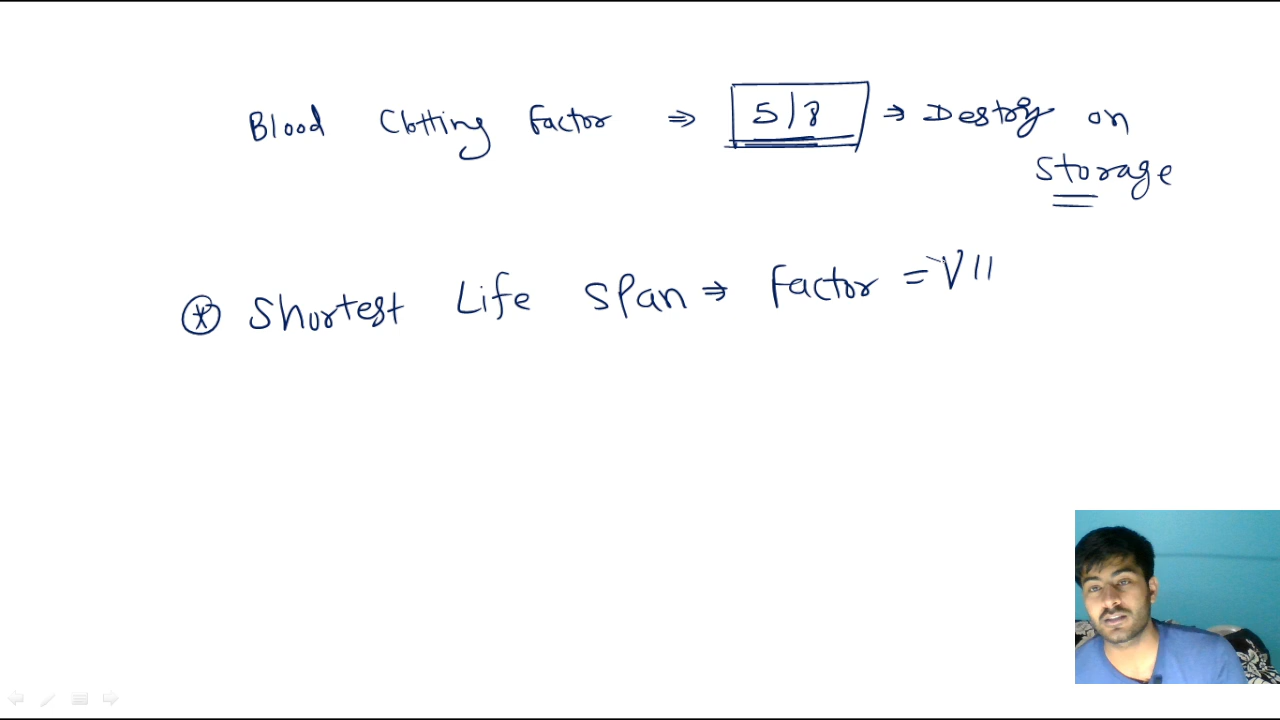 Blood Clotting factor ⇒ 5/8 ⇒ Destroy on
Storage
* Shortest Life Span ⇒ factor = VII